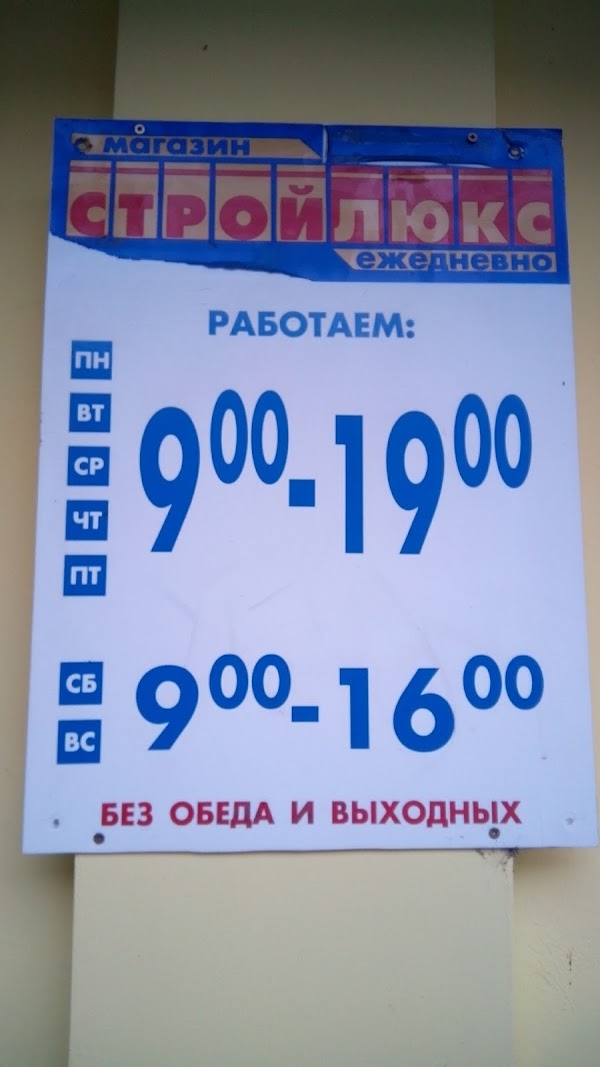 магазин
СТРОЙЛЮКС
ежедневно
РАБОТАЕМ:
ПН
ВТ
СР
ЧТ
ПТ
9⁰⁰-19⁰⁰
СБ
ВС
9⁰⁰-16⁰⁰
БЕЗ ОБЕДА И ВЫХОДНЫХ